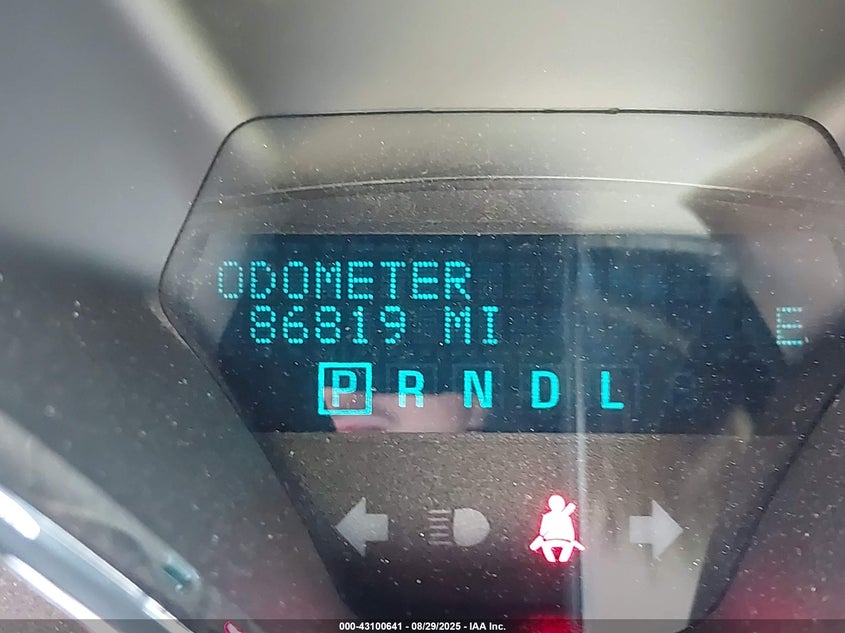 ODOMETER
86819 MI E
P R N D L
000-43100641 - 08/29/2025 - IAA Inc.